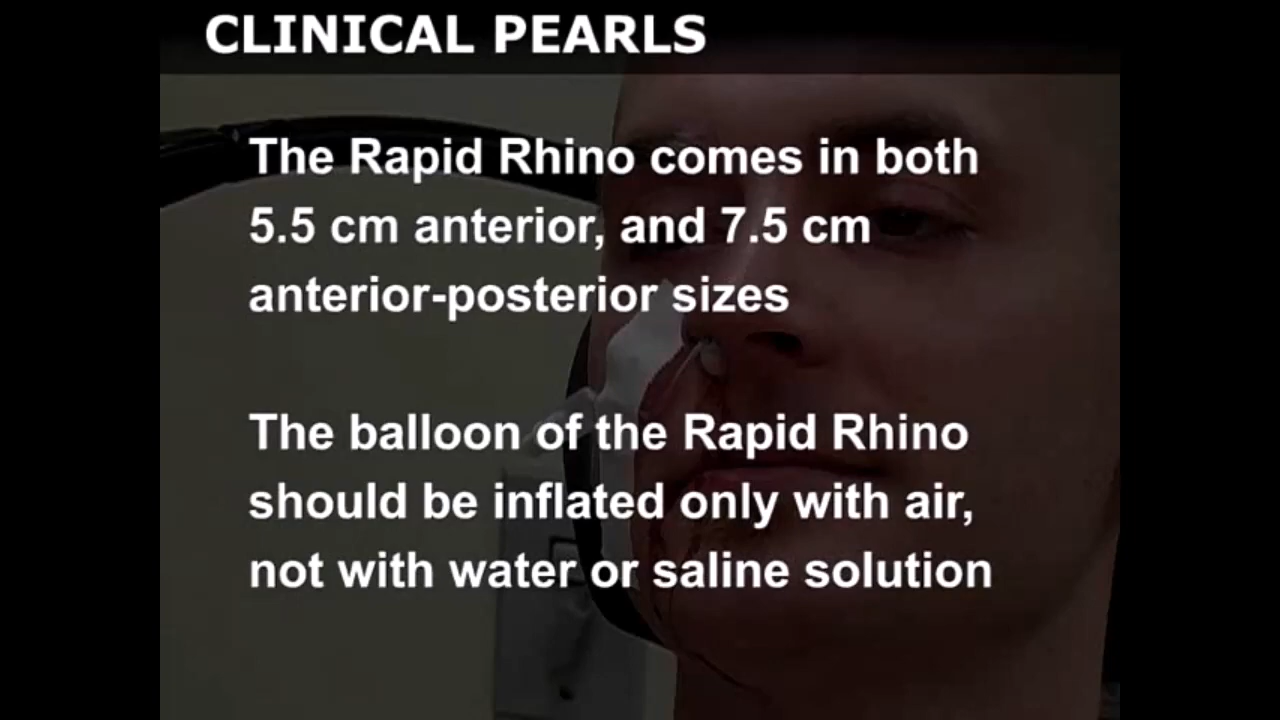 CLINICAL PEARLS
The Rapid Rhino comes in both
5.5 cm anterior, and 7.5 cm
anterior-posterior sizes
The balloon of the Rapid Rhino
should be inflated only with air,
not with water or saline solution